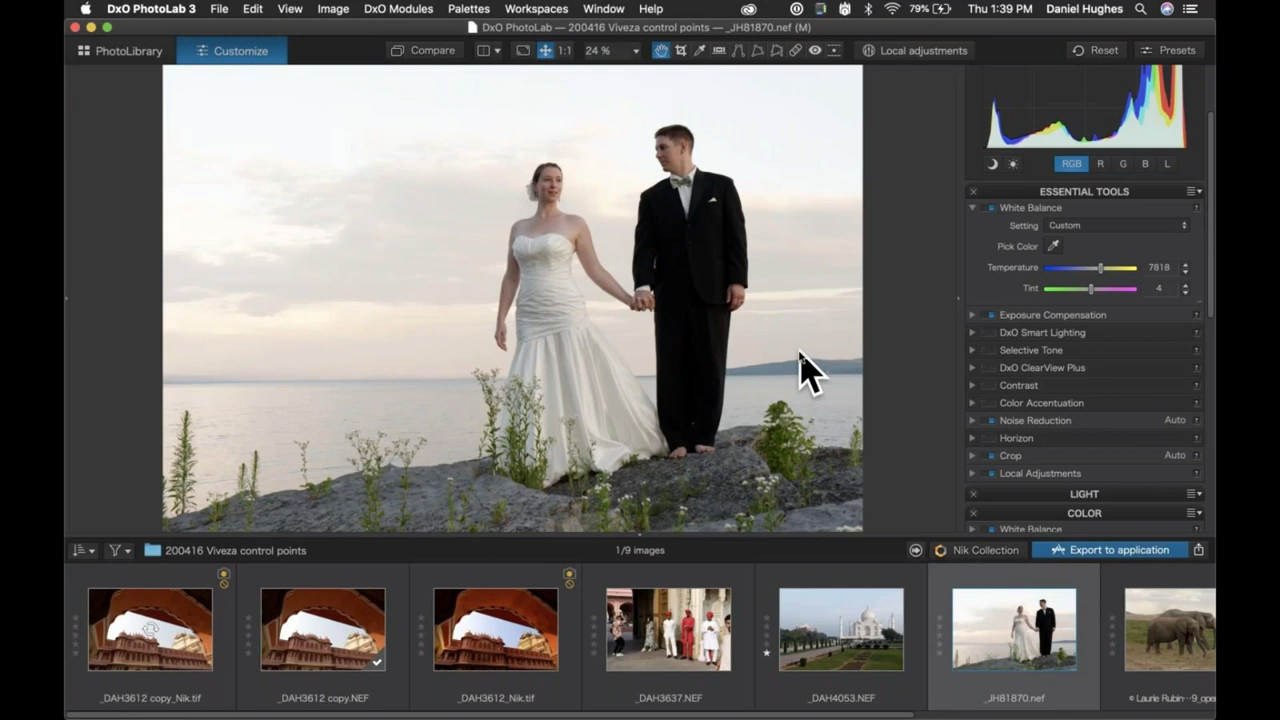 DxO PhotoLab 3 File Edit View Image DxO Modules Palettes Workspaces Window Help 79% Thu 1:39 PM Daniel Hughes
DxO PhotoLab — 200416 Viveza control points — _JH81870.nef (M)
PhotoLibrary Customize Compare 1:1 24 % Local adjustments Reset Presets
RGB R G B L
ESSENTIAL TOOLS
White Balance ?
Setting Custom
Pick Color
Temperature 7818
Tint 4
Exposure Compensation ?
DxO Smart Lighting ?
Selective Tone ?
DxO ClearView Plus ?
Contrast ?
Color Accentuation ?
Noise Reduction Auto ?
Horizon ?
Crop Auto ?
Local Adjustments ?
LIGHT
COLOR
White Balance ?
200416 Viveza control points 1/9 images Nik Collection Export to application
_DAH3612 copy_Nik.tif _DAH3612 copy.NEF _DAH3612_Nik.tif _DAH3637.NEF _DAH4053.NEF _JH81870.nef © Laurie Rubin--9_oper